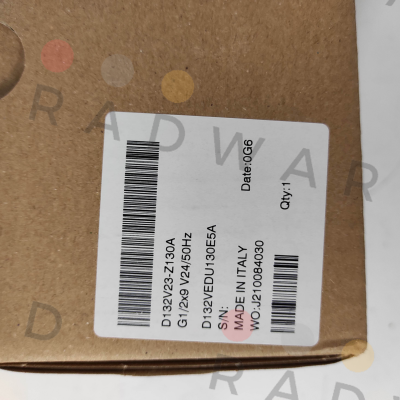 D132V23-Z130A
G1/2x9 V24/50Hz
D132VEDU130E5A
S/N:
MADE IN ITALY
WO:J210084030
Date:0G6
Qty:1
RADWAR
RADWAR